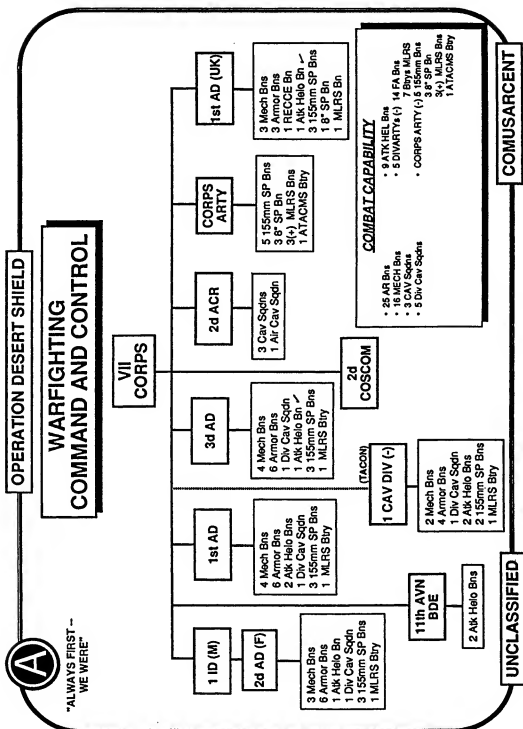 OPERATION DESERT SHIELD
A
"ALWAYS FIRST –
WE WERE"
WARFIGHTING
COMMAND AND CONTROL
VII
CORPS
1 ID (M)
2d AD (F)
3 Mech Bns
6 Armor Bns
1 Atk Helo Bn
1 Div Cav Sqdn
3 155mm SP Bns
1 MLRS Btry
1st AD
4 Mech Bns
6 Armor Bns
2 Atk Helo Bns
1 Div Cav Sqdn
3 155mm SP Bns
1 MLRS Btry
3d AD
4 Mech Bns
6 Armor Bns
1 Div Cav Sqdn
1 Atk Helo Bn ✓
3 155mm SP Bns
1 MLRS Btry
2d ACR
3 Cav Sqdns
1 Air Cav Sqdn
CORPS
ARTY
5 155mm SP Bns
3 8" SP Bn
3(+) MLRS Bns
1 ATACMS Btry
1st AD (UK)
3 Mech Bns
3 Armor Bns
1 RECCE Bn
1 Atk Helo Bn ✓
3 155mm SP Bns
1 8" SP Bn
1 MLRS Bn
11th AVN
BDE
2 Atk Helo Bns
(TACON)
1 CAV DIV (-)
2 Mech Bns
4 Armor Bns
1 Div Cav Sqdn
2 Atk Helo Bns
2 155mm SP Bns
1 MLRS Btry
2d
COSCOM
COMBAT CAPABILITY
• 25 AR Bns
• 16 MECH Bns
• 3 CAV Sqdns
• 5 Div Cav Sqdns
• 9 ATK HEL Bns
• 5 DIVARTYs (-) 14 FA Bns
7 Btrys MLRS
• CORPS ARTY (-) 5 155mm Bns
3 8" SP Bn
3(+) MLRS Bns
1 ATACMS Btry
UNCLASSIFIED
COMUSARCENT